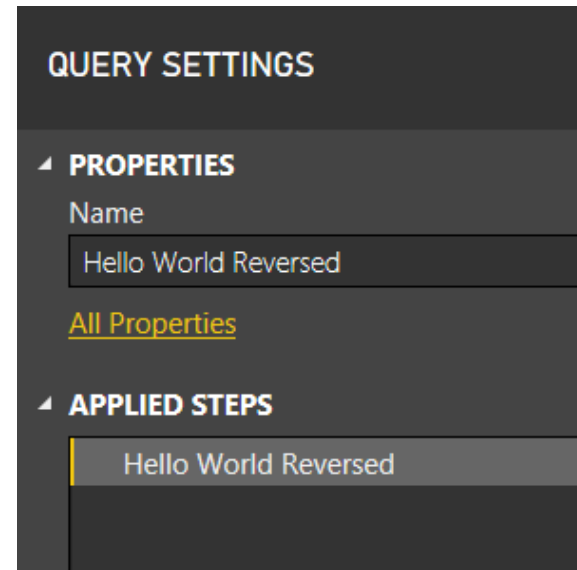 QUERY SETTINGS
PROPERTIES
Name
Hello World Reversed
All Properties
APPLIED STEPS
Hello World Reversed